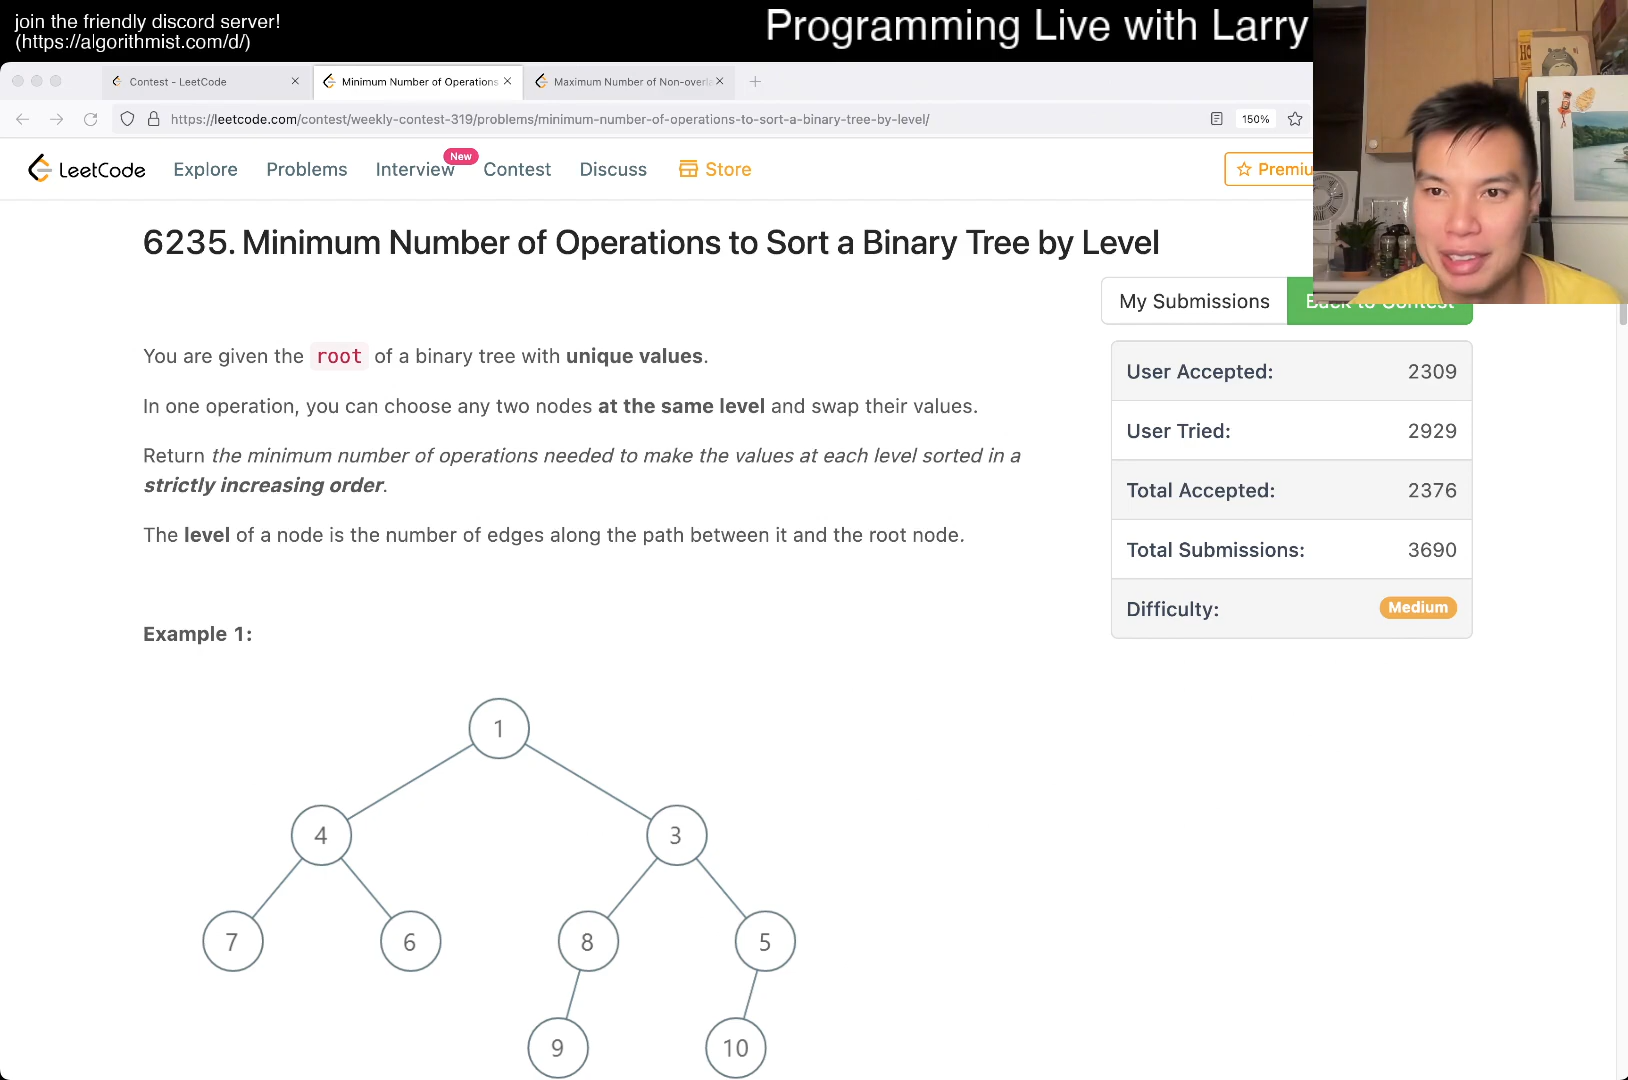 join the friendly discord server!
(https://algorithmist.com/d/)
Programming Live with Larry
Contest - LeetCode
Minimum Number of Operations
Maximum Number of Non-overla
https://leetcode.com/contest/weekly-contest-319/problems/minimum-number-of-operations-to-sort-a-binary-tree-by-level/
150%
LeetCode
Explore
Problems
Interview
New
Contest
Discuss
Store
Premiu
6235. Minimum Number of Operations to Sort a Binary Tree by Level
My Submissions
Back to Contest
You are given the root of a binary tree with unique values.
In one operation, you can choose any two nodes at the same level and swap their values.
Return the minimum number of operations needed to make the values at each level sorted in a
strictly increasing order.
The level of a node is the number of edges along the path between it and the root node.
User Accepted: 2309
User Tried: 2929
Total Accepted: 2376
Total Submissions: 3690
Difficulty: Medium
Example 1:
1
4 3
7 6 8 5
9 10